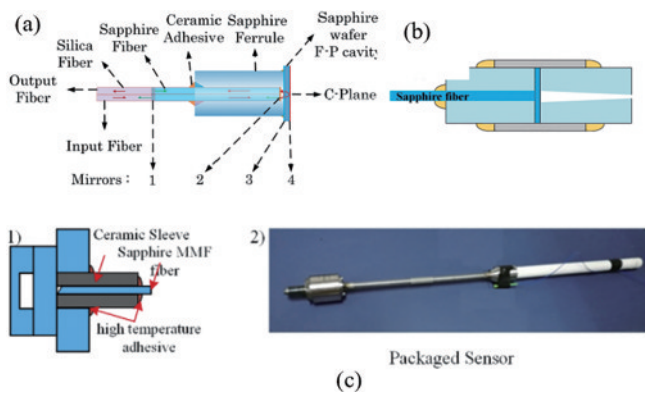 (a)
Silica
Fiber
Sapphire
Fiber
Ceramic
Adhesive
Sapphire
Ferrule
Sapphire
wafer
F-P cavity
Output
Fiber
C-Plane
Input Fiber
Mirrors : 1 2 3 4
(b)
Sapphire fiber
1)
Ceramic Sleeve
Sapphire MMF
fiber
high temperature
adhesive
2)
Packaged Sensor
(c)